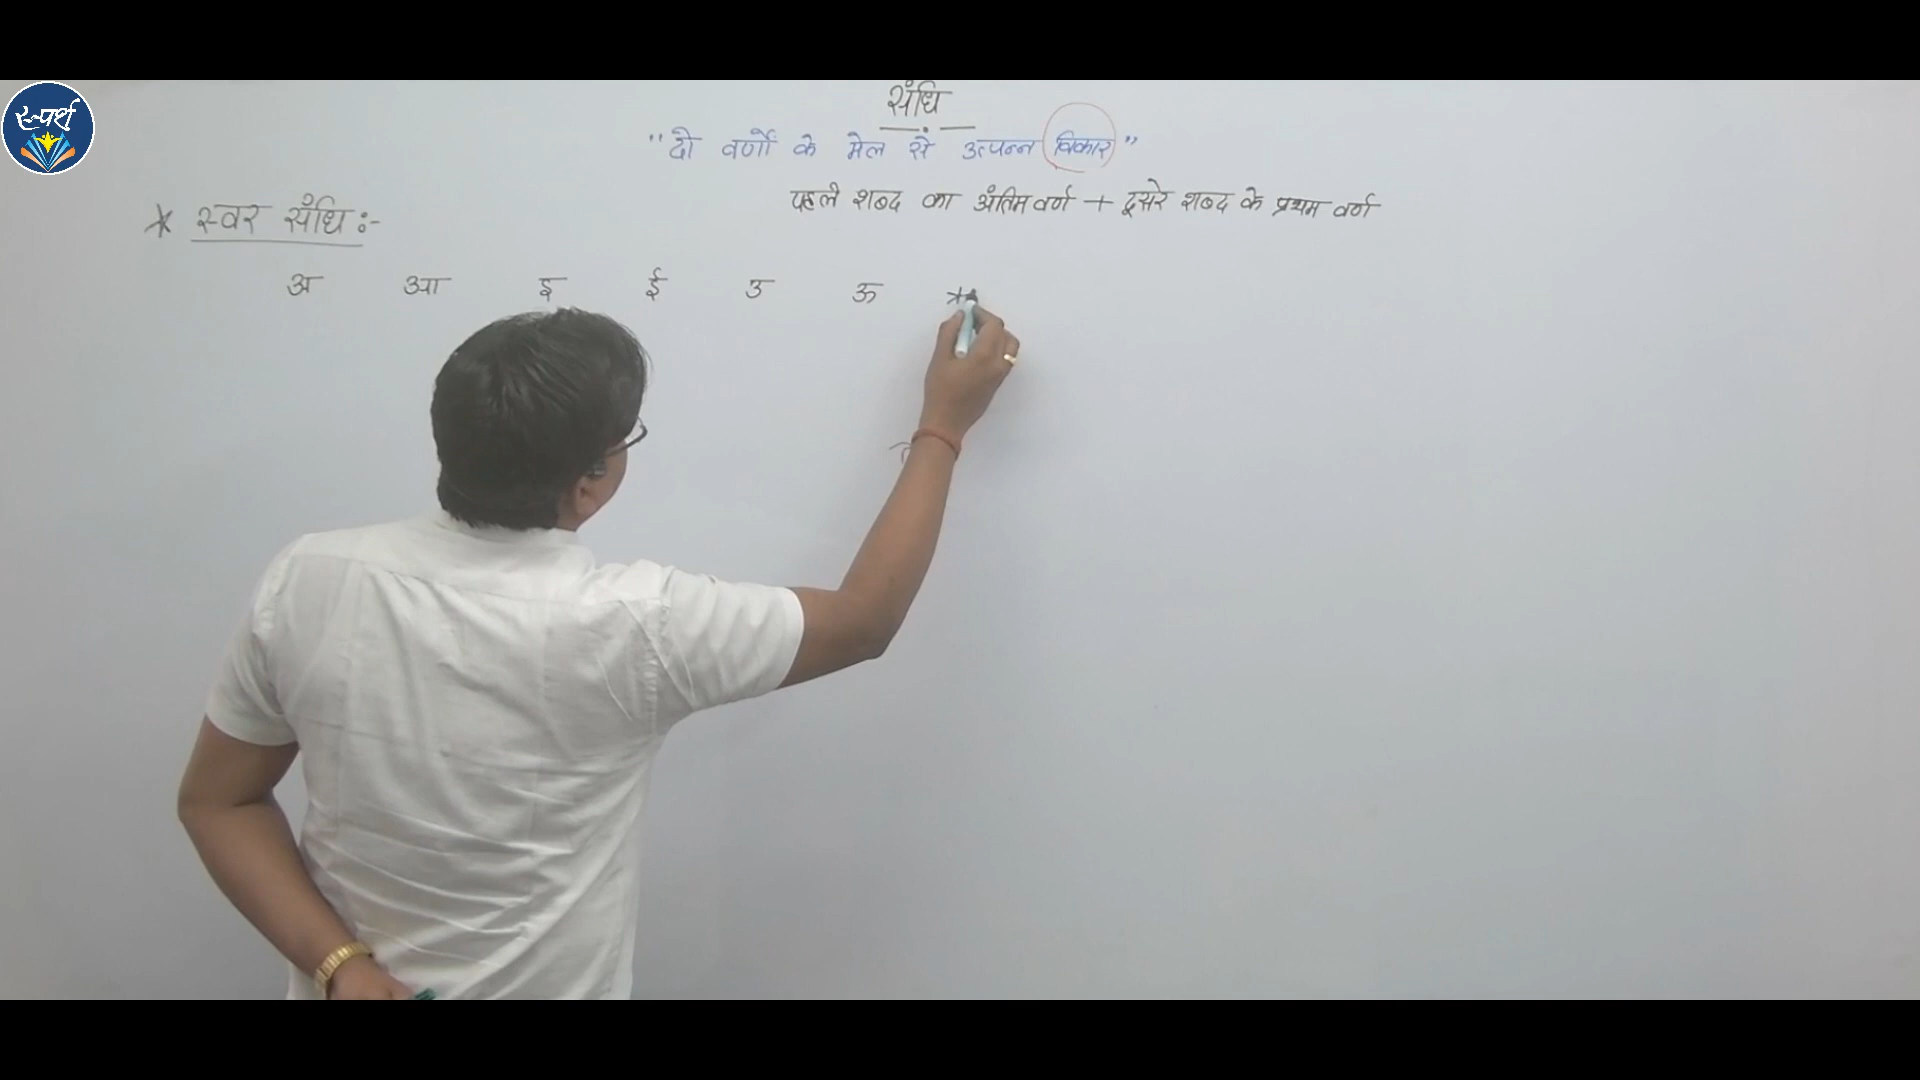 स्पर्श
संधि
"दो वर्णों के मेल से उत्पन्न विकार"
पहले शब्द का अंतिम वर्ण + दूसरे शब्द के प्रथम वर्ण
* स्वर संधि :-
अ आ इ ई उ ऊ